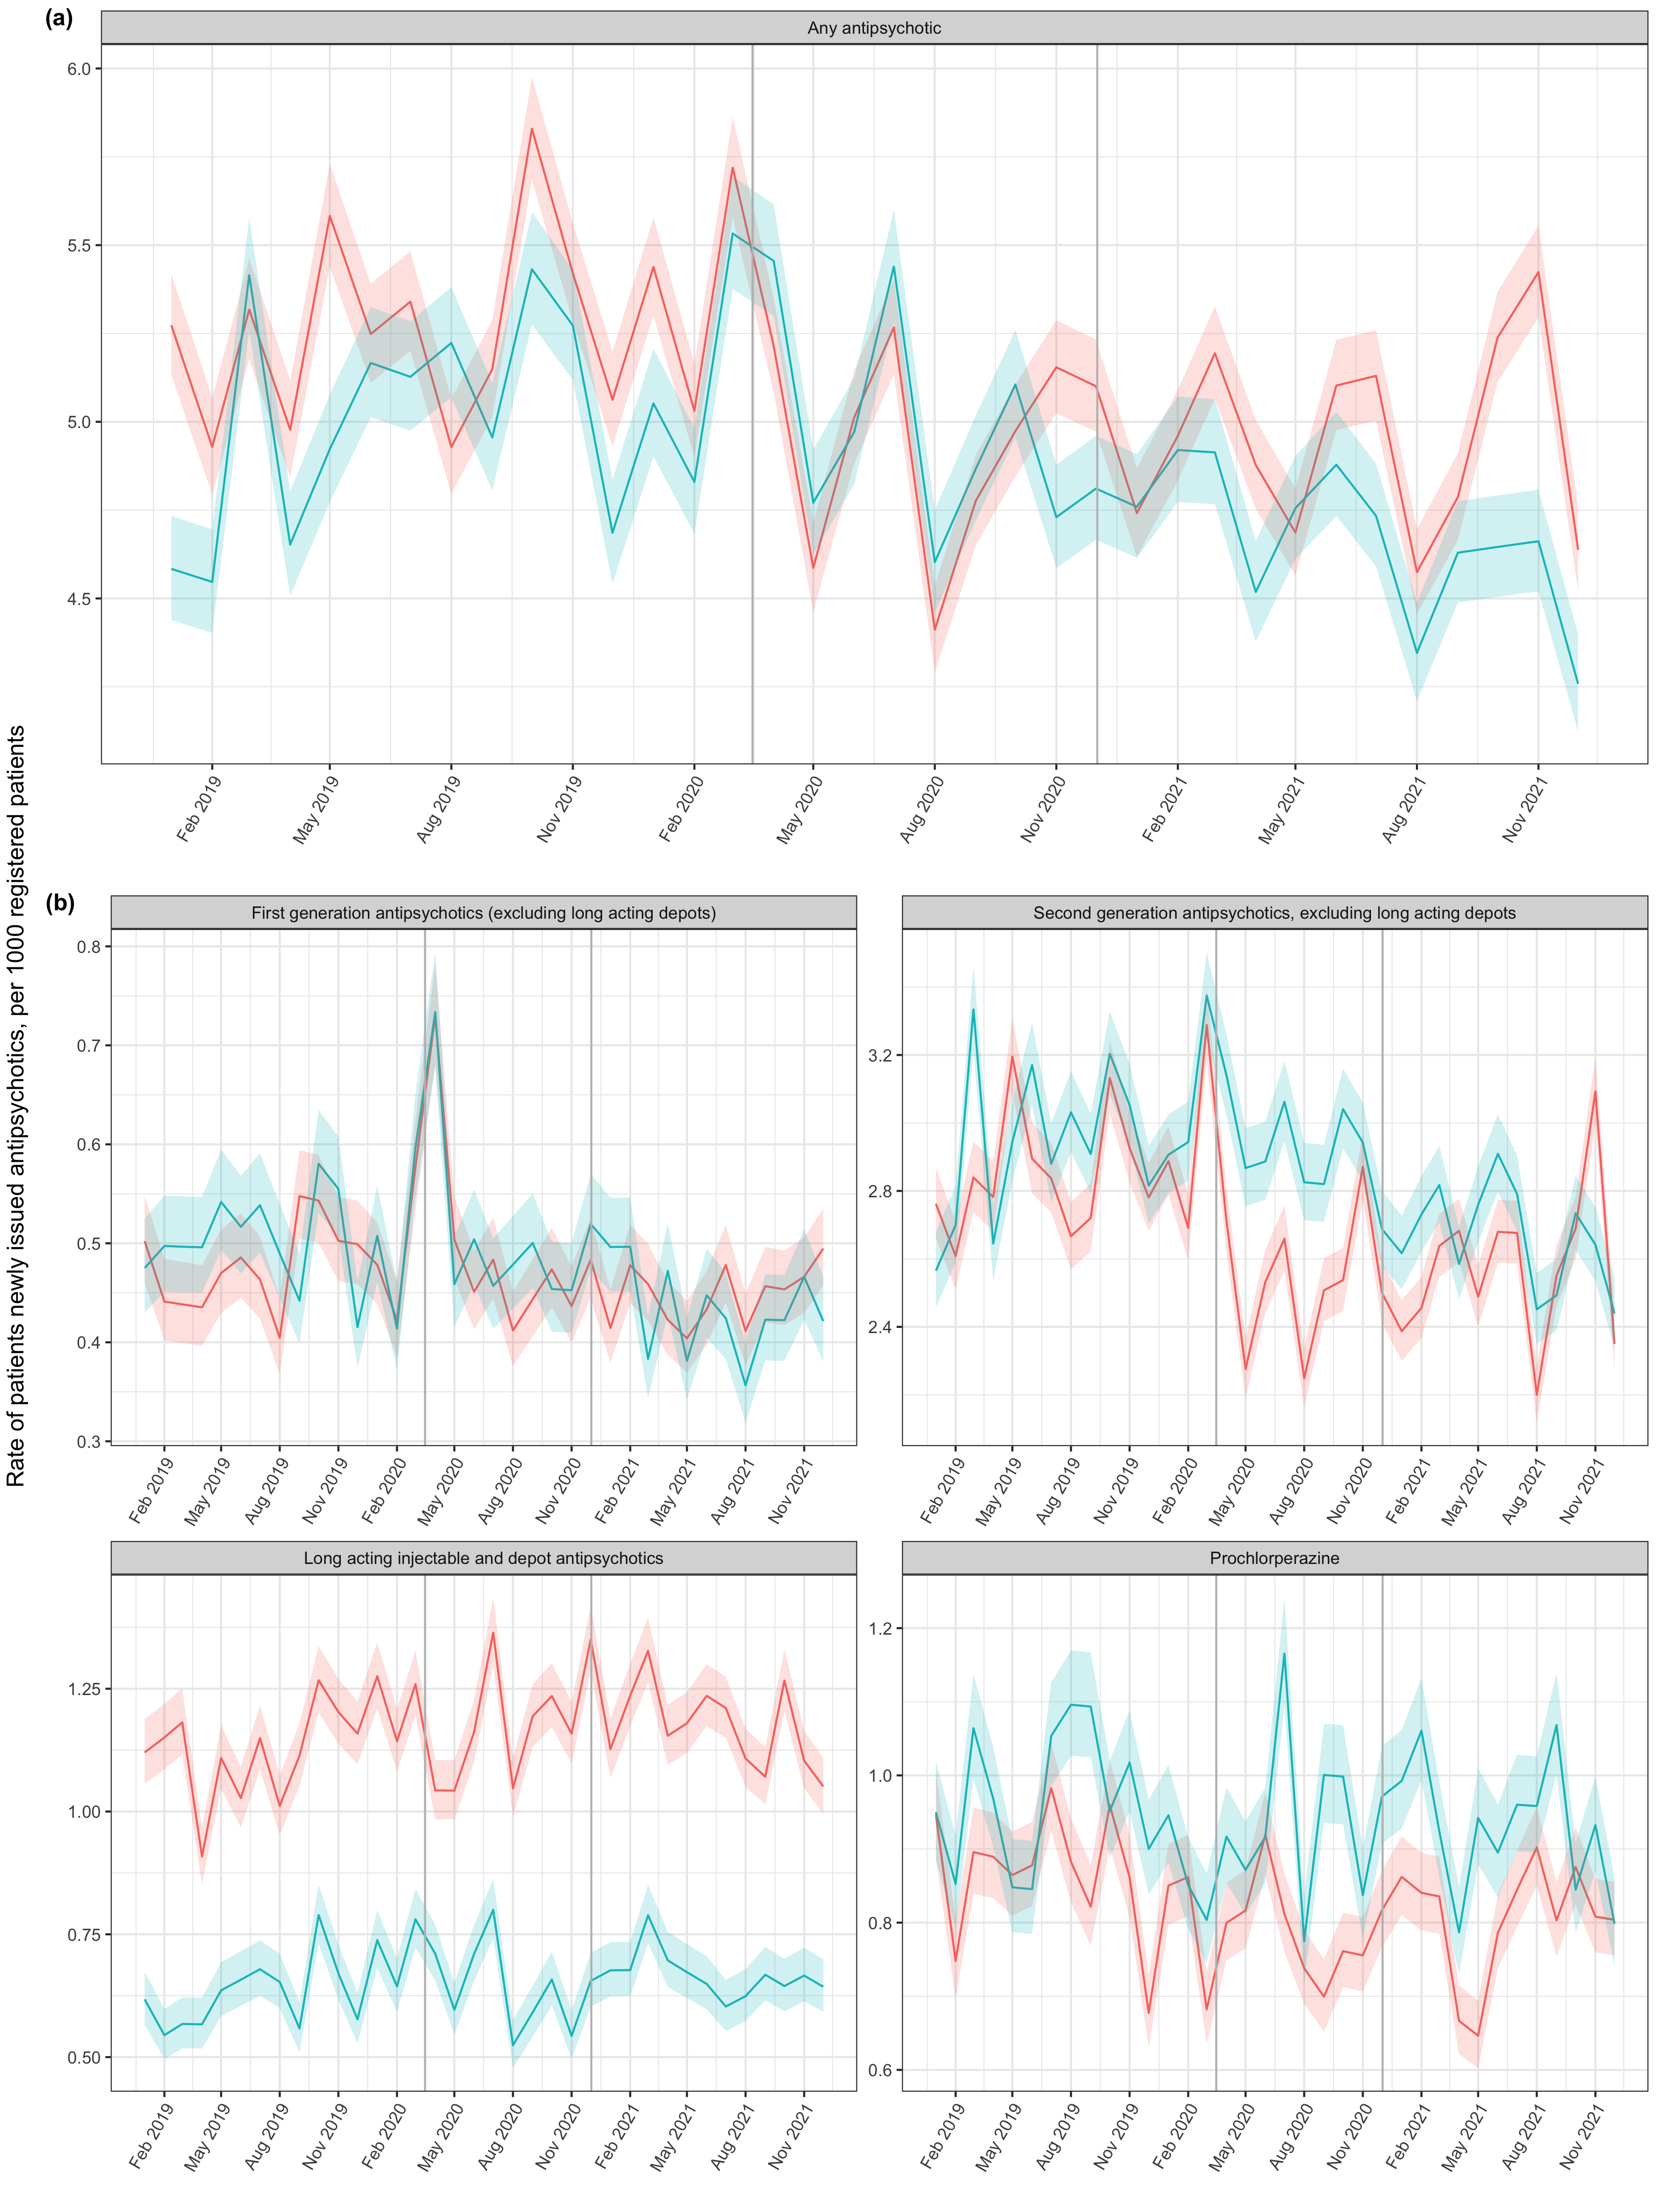 (a)
Any antipsychotic
6.0
5.5
5.0
4.5
Feb 2019
May 2019
Aug 2019
Nov 2019
Feb 2020
May 2020
Aug 2020
Nov 2020
Feb 2021
May 2021
Aug 2021
Nov 2021
Rate of patients newly issued antipsychotics, per 1000 registered patients
(b)
First generation antipsychotics (excluding long acting depots)
0.8
0.7
0.6
0.5
0.4
0.3
Feb 2019
May 2019
Aug 2019
Nov 2019
Feb 2020
May 2020
Aug 2020
Nov 2020
Feb 2021
May 2021
Aug 2021
Nov 2021
Second generation antipsychotics, excluding long acting depots
3.2
2.8
2.4
Feb 2019
May 2019
Aug 2019
Nov 2019
Feb 2020
May 2020
Aug 2020
Nov 2020
Feb 2021
May 2021
Aug 2021
Nov 2021
Long acting injectable and depot antipsychotics
1.25
1.00
0.75
0.50
Feb 2019
May 2019
Aug 2019
Nov 2019
Feb 2020
May 2020
Aug 2020
Nov 2020
Feb 2021
May 2021
Aug 2021
Nov 2021
Prochlorperazine
1.2
1.0
0.8
0.6
Feb 2019
May 2019
Aug 2019
Nov 2019
Feb 2020
May 2020
Aug 2020
Nov 2020
Feb 2021
May 2021
Aug 2021
Nov 2021